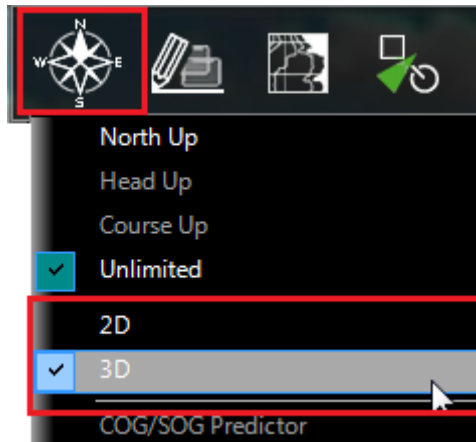 N
W E
S
North Up
Head Up
Course Up
Unlimited
2D
3D
COG/SOG Predictor